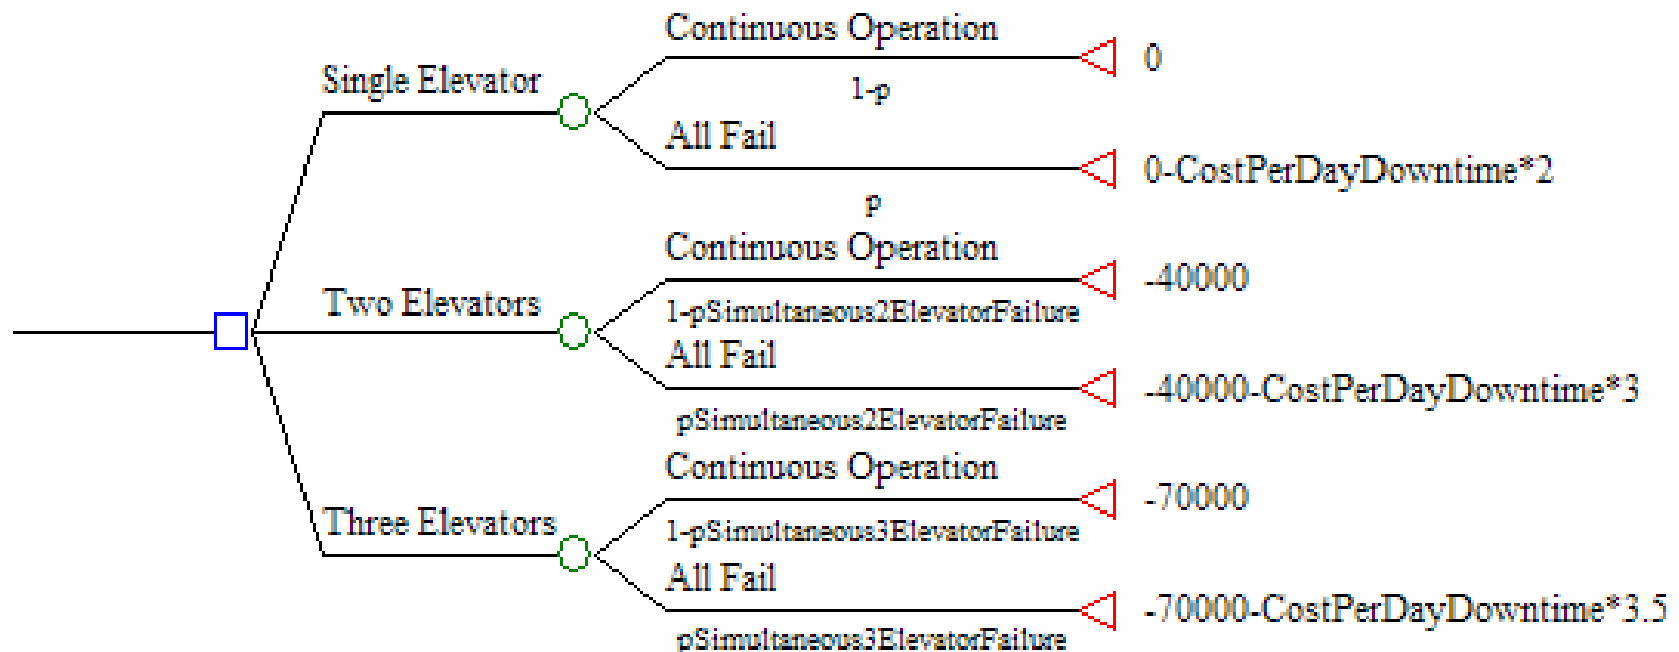 Continuous Operation
0
Single Elevator
1-p
All Fail
0-CostPerDayDowntime*2
p
Continuous Operation
-40000
Two Elevators
1-pSimultaneous2ElevatorFailure
All Fail
-40000-CostPerDayDowntime*3
pSimultaneous2ElevatorFailure
Continuous Operation
-70000
Three Elevators
1-pSimultaneous3ElevatorFailure
All Fail
-70000-CostPerDayDowntime*3.5
pSimultaneous3ElevatorFailure